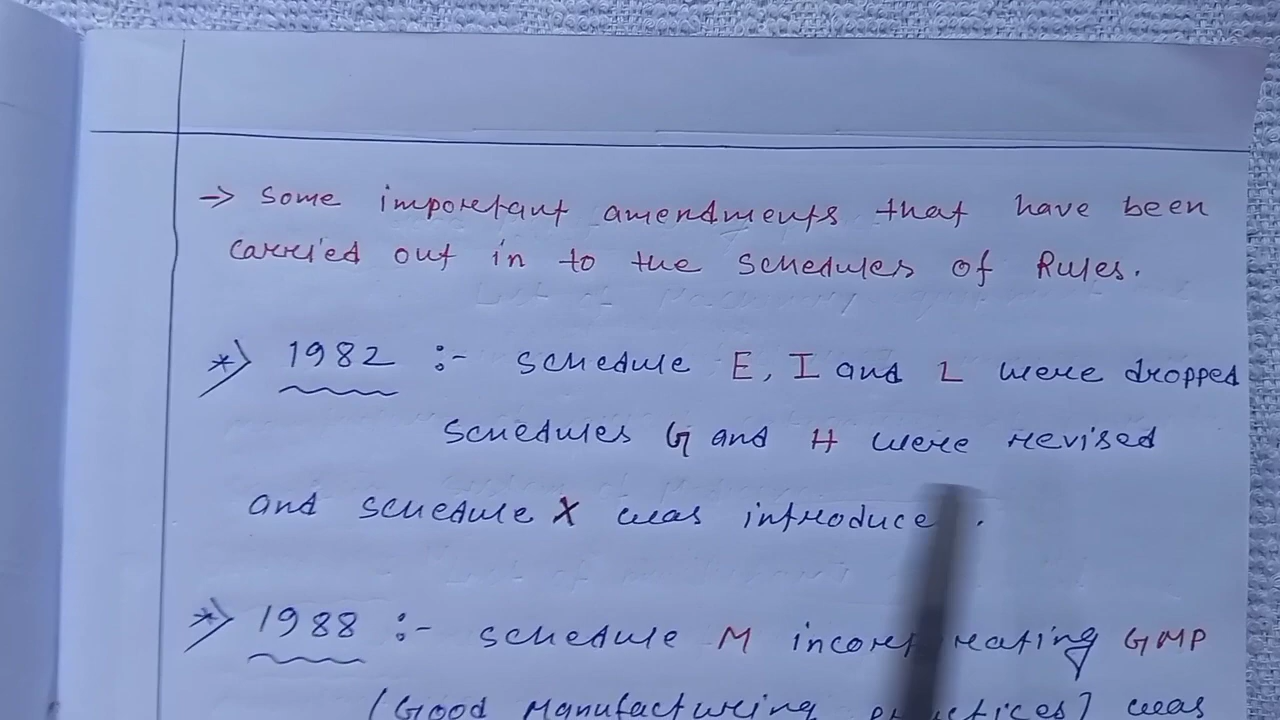 → Some important amendments that have been
carried out in to the schedules of Rules.
*) 1982 :- schedule E, I and L were dropped
schedules G and H were revised
and schedule X was introduce .
*) 1988 :- schedule M GMP
(Good Manufacturing was